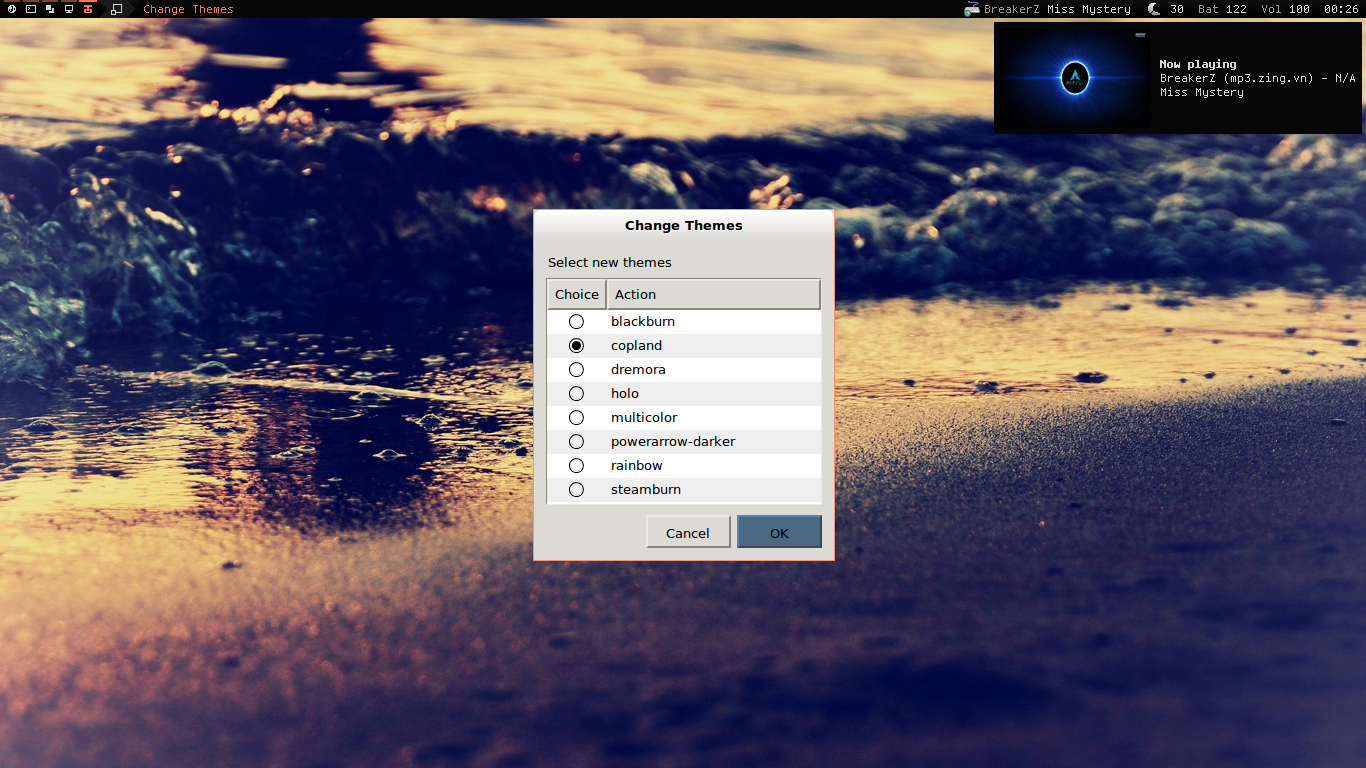 Change Themes
BreakerZ Miss Mystery 30 Bat 122 Vol 100 00:26
Now playing
BreakerZ (mp3.zing.vn) - N/A
Miss Mystery
Change Themes
Select new themes
Choice Action
blackburn
copland
dremora
holo
multicolor
powerarrow-darker
rainbow
steamburn
Cancel OK